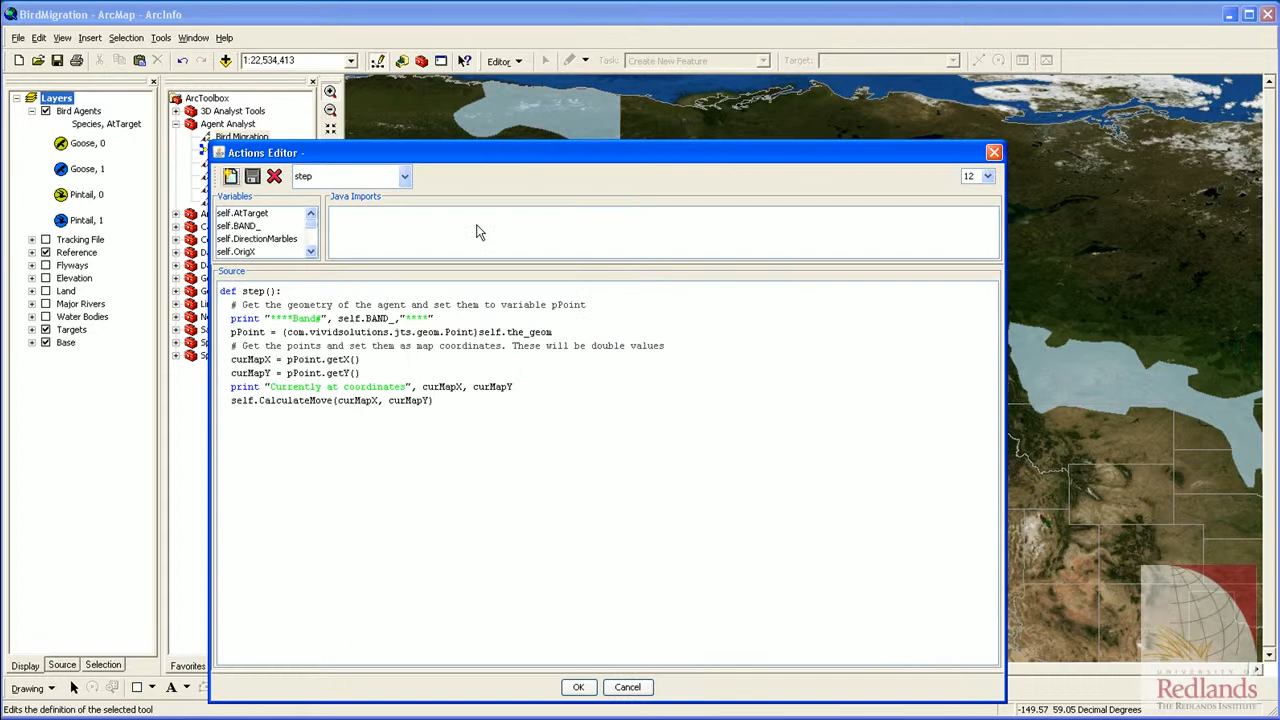 BirdMigration - ArcMap - ArcInfo
File Edit View Insert Selection Tools Window Help
1:22,534,413 Editor Task: Create New Feature Target:
Layers
Bird Agents
Species, AtTarget
Goose, 0
Goose, 1
Pintail, 0
Pintail, 1
Tracking File
Reference
Flyways
Elevation
Land
Major Rivers
Water Bodies
Targets
Base
Display Source Selection
ArcToolbox
3D Analyst Tools
Agent Analyst
Bird Migration
Favorites
Actions Editor -
step
12
Variables
self.AtTarget
self.BAND_
self.DirectionMarbles
self.OrigX
Java Imports
Source
def step():
# Get the geometry of the agent and set them to variable pPoint
print "****Band#", self.BAND_,"****"
pPoint = (com.vividsolutions.jts.geom.Point)self.the_geom
# Get the points and set them as map coordinates. These will be double values
curMapX = pPoint.getX()
curMapY = pPoint.getY()
print "Currently at coordinates", curMapX, curMapY
self.CalculateMove(curMapX, curMapY)
OK Cancel
Drawing A
Edits the definition of the selected tool
-149.57 59.05 Decimal Degrees
UNIVERSITY OF
Redlands
THE REDLANDS INSTITUTE